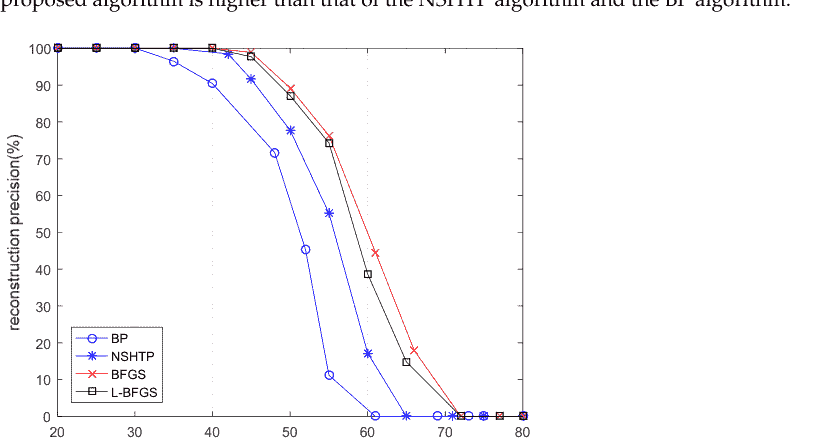 proposed algorithm is higher than that of the NSHTP algorithm and the BP algorithm.
100
90
80
70
60
50
40
30
20
10
0
reconstruction precision(%)
BP
NSHTP
BFGS
L-BFGS
20 30 40 50 60 70 80